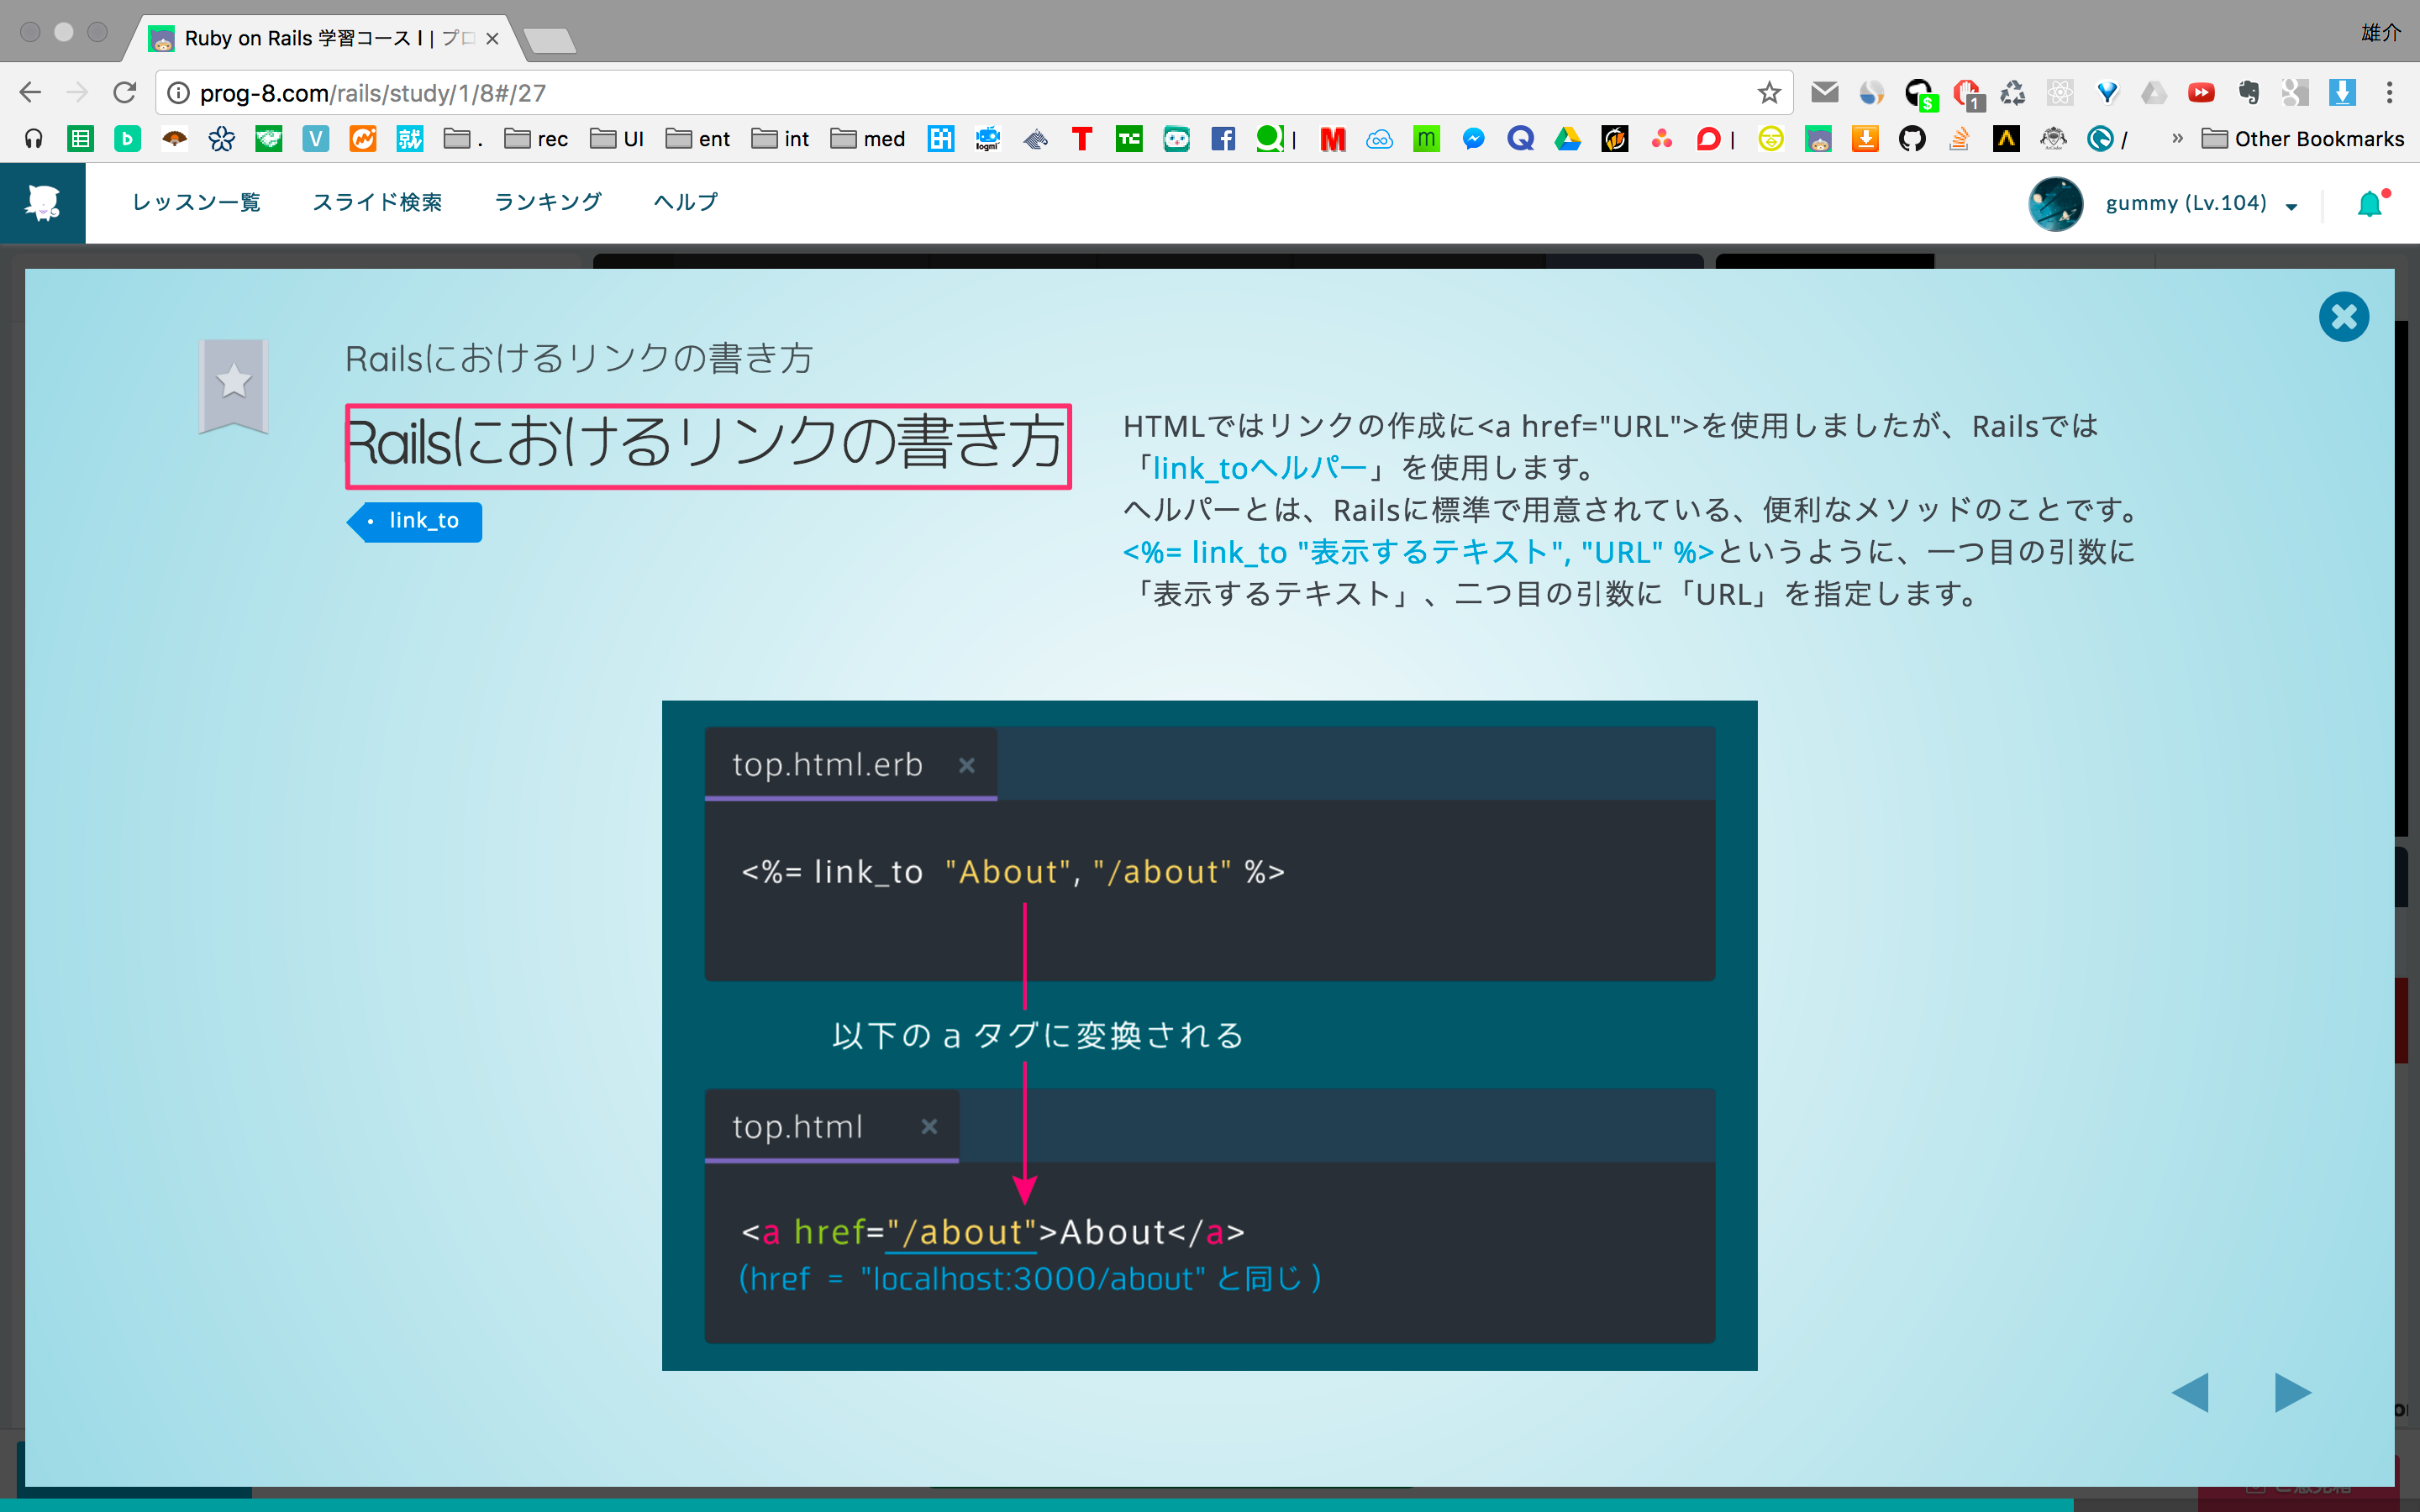 Ruby on Rails 学習コース I | プロ
雄介
prog-8.com/rails/study/1/8#/27
.
rec
UI
ent
int
med
Other Bookmarks
レッスン一覧
スライド検索
ランキング
ヘルプ
gummy (Lv.104)
Railsにおけるリンクの書き方
Railsにおけるリンクの書き方
link_to
HTMLではリンクの作成に<a href="URL">を使用しましたが、Railsでは
「link_toヘルパー」を使用します。
ヘルパーとは、Railsに標準で用意されている、便利なメソッドのことです。
<%= link_to "表示するテキスト", "URL" %>というように、一つ目の引数に
「表示するテキスト」、二つ目の引数に「URL」を指定します。
top.html.erb ×
<%= link_to "About", "/about" %>
以下の a タグに変換される
top.html ×
<a href="/about">About</a>
(href = "localhost:3000/about" と同じ )